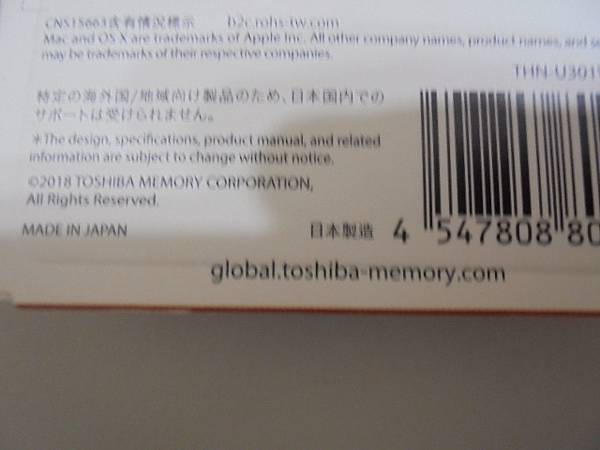 CNS15663含有情況標示 b2c.rohs-tw.com
Mac and OS X are trademarks of Apple Inc. All other company names, product names, and
may be trademarks of their respective companies.
THN-U301
特定の海外国/地域向け製品のため、日本国内での
サポートは受けられません。
*The design, specifications, product manual, and related
information are subject to change without notice.
©2018 TOSHIBA MEMORY CORPORATION,
All Rights Reserved.
MADE IN JAPAN 日本製造 4 547808 80
global.toshiba-memory.com